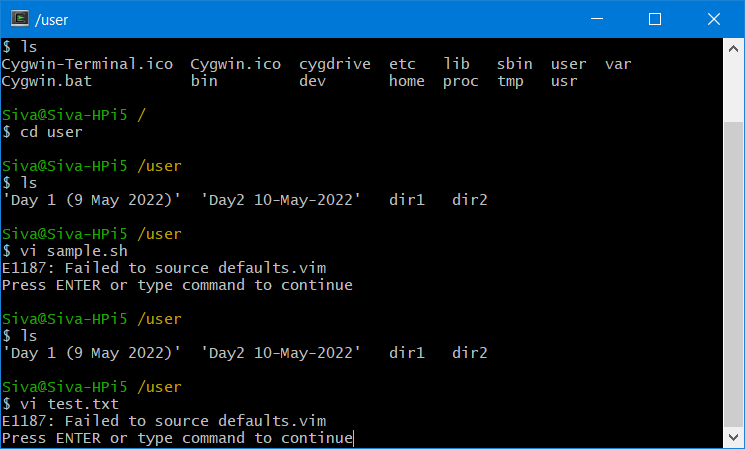 /user
$ ls
Cygwin-Terminal.ico  Cygwin.ico  cygdrive  etc   lib   sbin  user  var
Cygwin.bat           bin         dev       home  proc  tmp   usr
Siva@Siva-HPi5 /
$ cd user
Siva@Siva-HPi5 /user
$ ls
'Day 1 (9 May 2022)'  'Day2 10-May-2022'   dir1   dir2
Siva@Siva-HPi5 /user
$ vi sample.sh
E1187: Failed to source defaults.vim
Press ENTER or type command to continue
Siva@Siva-HPi5 /user
$ ls
'Day 1 (9 May 2022)'  'Day2 10-May-2022'   dir1   dir2
Siva@Siva-HPi5 /user
$ vi test.txt
E1187: Failed to source defaults.vim
Press ENTER or type command to continue